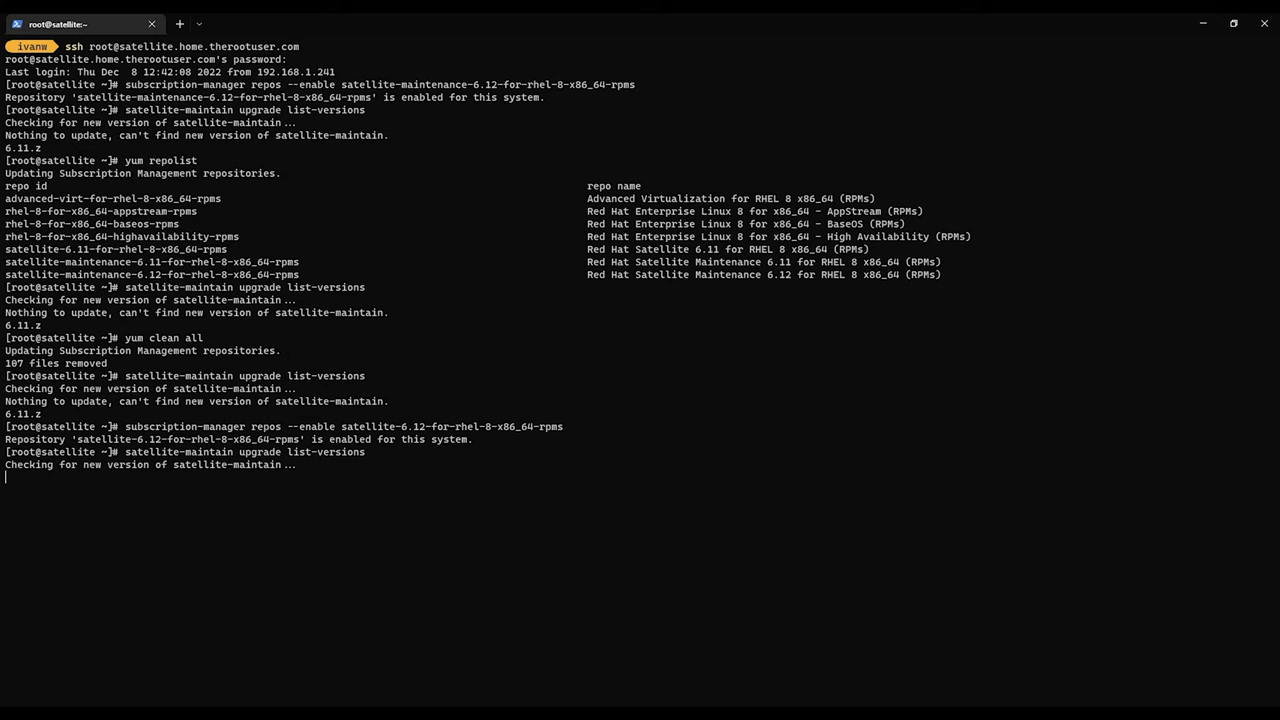 root@satellite:~
ivanw ssh root@satellite.home.therootuser.com
root@satellite.home.therootuser.com's password:
Last login: Thu Dec  8 12:42:08 2022 from 192.168.1.241
[root@satellite ~]# subscription-manager repos --enable satellite-maintenance-6.12-for-rhel-8-x86_64-rpms
Repository 'satellite-maintenance-6.12-for-rhel-8-x86_64-rpms' is enabled for this system.
[root@satellite ~]# satellite-maintain upgrade list-versions
Checking for new version of satellite-maintain...
Nothing to update, can't find new version of satellite-maintain.
6.11.z
[root@satellite ~]# yum repolist
Updating Subscription Management repositories.
repo id repo name
advanced-virt-for-rhel-8-x86_64-rpms Advanced Virtualization for RHEL 8 x86_64 (RPMs)
rhel-8-for-x86_64-appstream-rpms Red Hat Enterprise Linux 8 for x86_64 - AppStream (RPMs)
rhel-8-for-x86_64-baseos-rpms Red Hat Enterprise Linux 8 for x86_64 - BaseOS (RPMs)
rhel-8-for-x86_64-highavailability-rpms Red Hat Enterprise Linux 8 for x86_64 - High Availability (RPMs)
satellite-6.11-for-rhel-8-x86_64-rpms Red Hat Satellite 6.11 for RHEL 8 x86_64 (RPMs)
satellite-maintenance-6.11-for-rhel-8-x86_64-rpms Red Hat Satellite Maintenance 6.11 for RHEL 8 x86_64 (RPMs)
satellite-maintenance-6.12-for-rhel-8-x86_64-rpms Red Hat Satellite Maintenance 6.12 for RHEL 8 x86_64 (RPMs)
[root@satellite ~]# satellite-maintain upgrade list-versions
Checking for new version of satellite-maintain...
Nothing to update, can't find new version of satellite-maintain.
6.11.z
[root@satellite ~]# yum clean all
Updating Subscription Management repositories.
107 files removed
[root@satellite ~]# satellite-maintain upgrade list-versions
Checking for new version of satellite-maintain...
Nothing to update, can't find new version of satellite-maintain.
6.11.z
[root@satellite ~]# subscription-manager repos --enable satellite-6.12-for-rhel-8-x86_64-rpms
Repository 'satellite-6.12-for-rhel-8-x86_64-rpms' is enabled for this system.
[root@satellite ~]# satellite-maintain upgrade list-versions
Checking for new version of satellite-maintain...